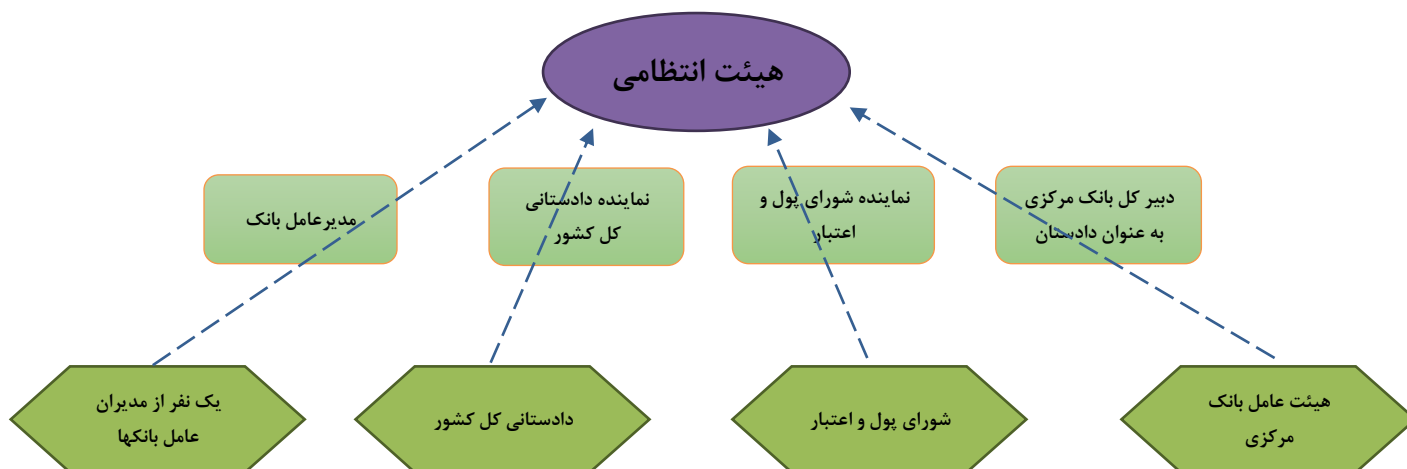 هیئت انتظامی
دبیر کل بانک مرکزی
به عنوان دادستان
نماینده شورای پول و
اعتبار
نماینده دادستانی
کل کشور
مدیرعامل بانک
هیئت عامل بانک
مرکزی
شورای پول و اعتبار
دادستانی کل کشور
یک نفر از مدیران
عامل بانکها